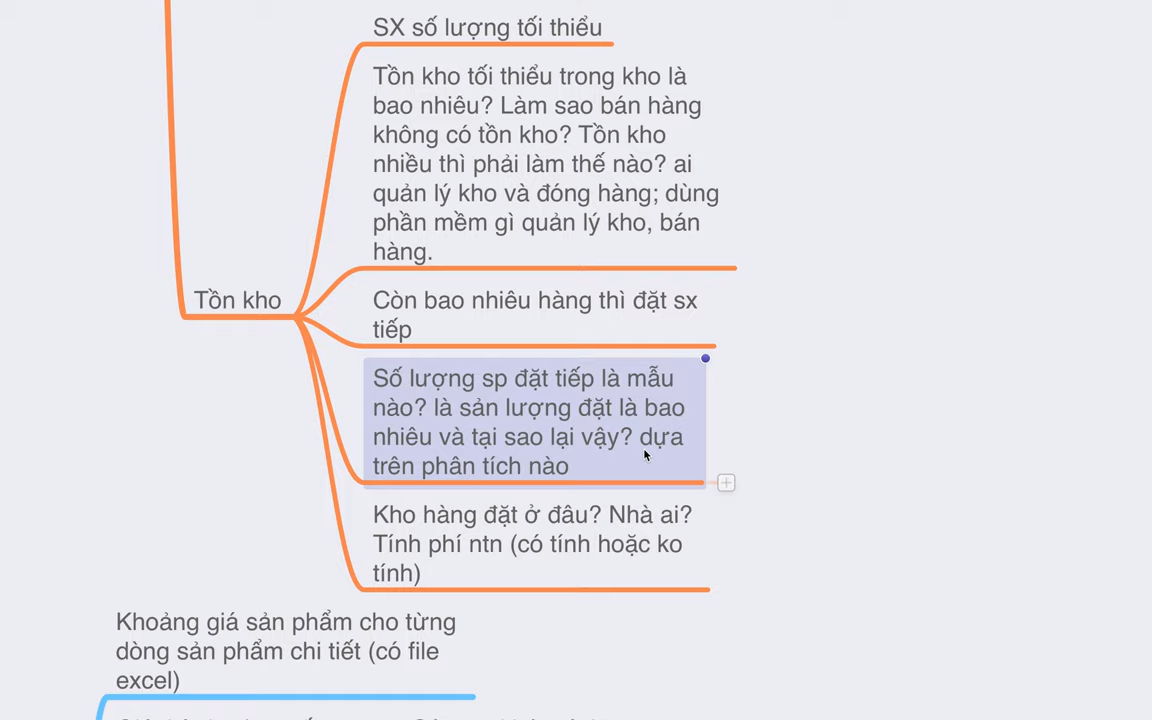 SX số lượng tối thiểu
Tồn kho tối thiểu trong kho là
bao nhiêu? Làm sao bán hàng
không có tồn kho? Tồn kho
nhiều thì phải làm thế nào? ai
quản lý kho và đóng hàng; dùng
phần mềm gì quản lý kho, bán
hàng.
Tồn kho
Còn bao nhiêu hàng thì đặt sx
tiếp
Số lượng sp đặt tiếp là mẫu
nào? là sản lượng đặt là bao
nhiêu và tại sao lại vậy? dựa
trên phân tích nào
Kho hàng đặt ở đâu? Nhà ai?
Tính phí ntn (có tính hoặc ko
tính)
Khoảng giá sản phẩm cho từng
dòng sản phẩm chi tiết (có file
excel)